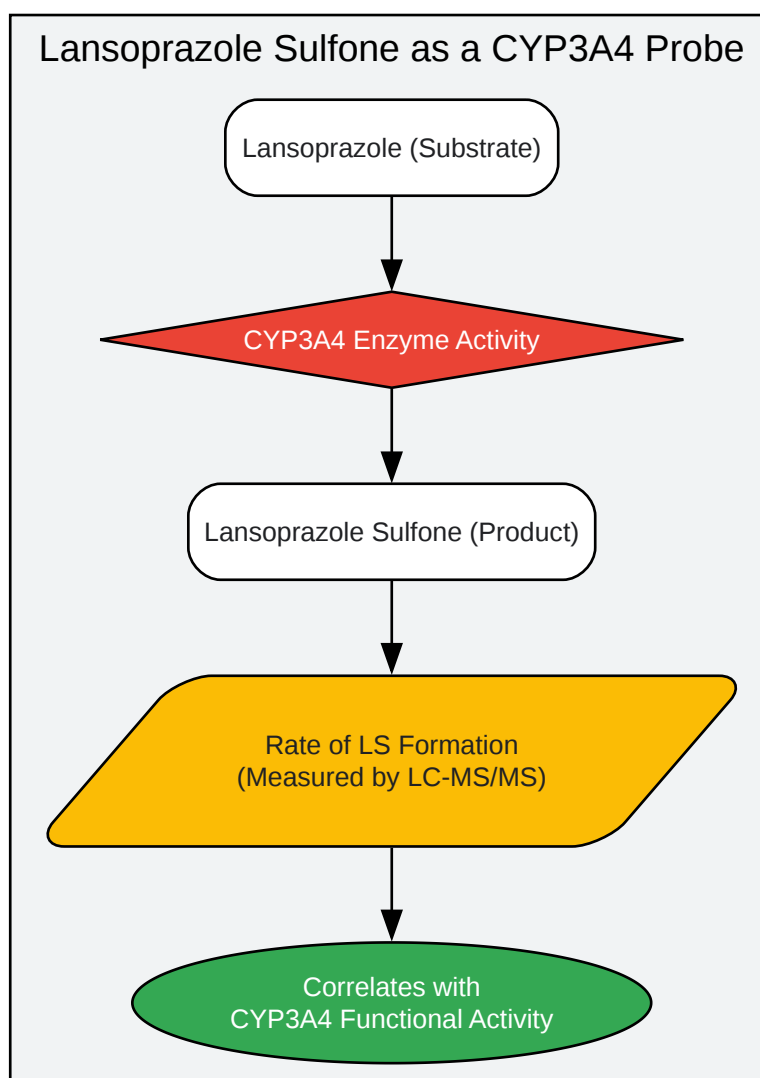 Lansoprazole Sulfone as a CYP3A4 Probe
Lansoprazole (Substrate)
CYP3A4 Enzyme Activity
Lansoprazole Sulfone (Product)
Rate of LS Formation
(Measured by LC-MS/MS)
Correlates with
CYP3A4 Functional Activity